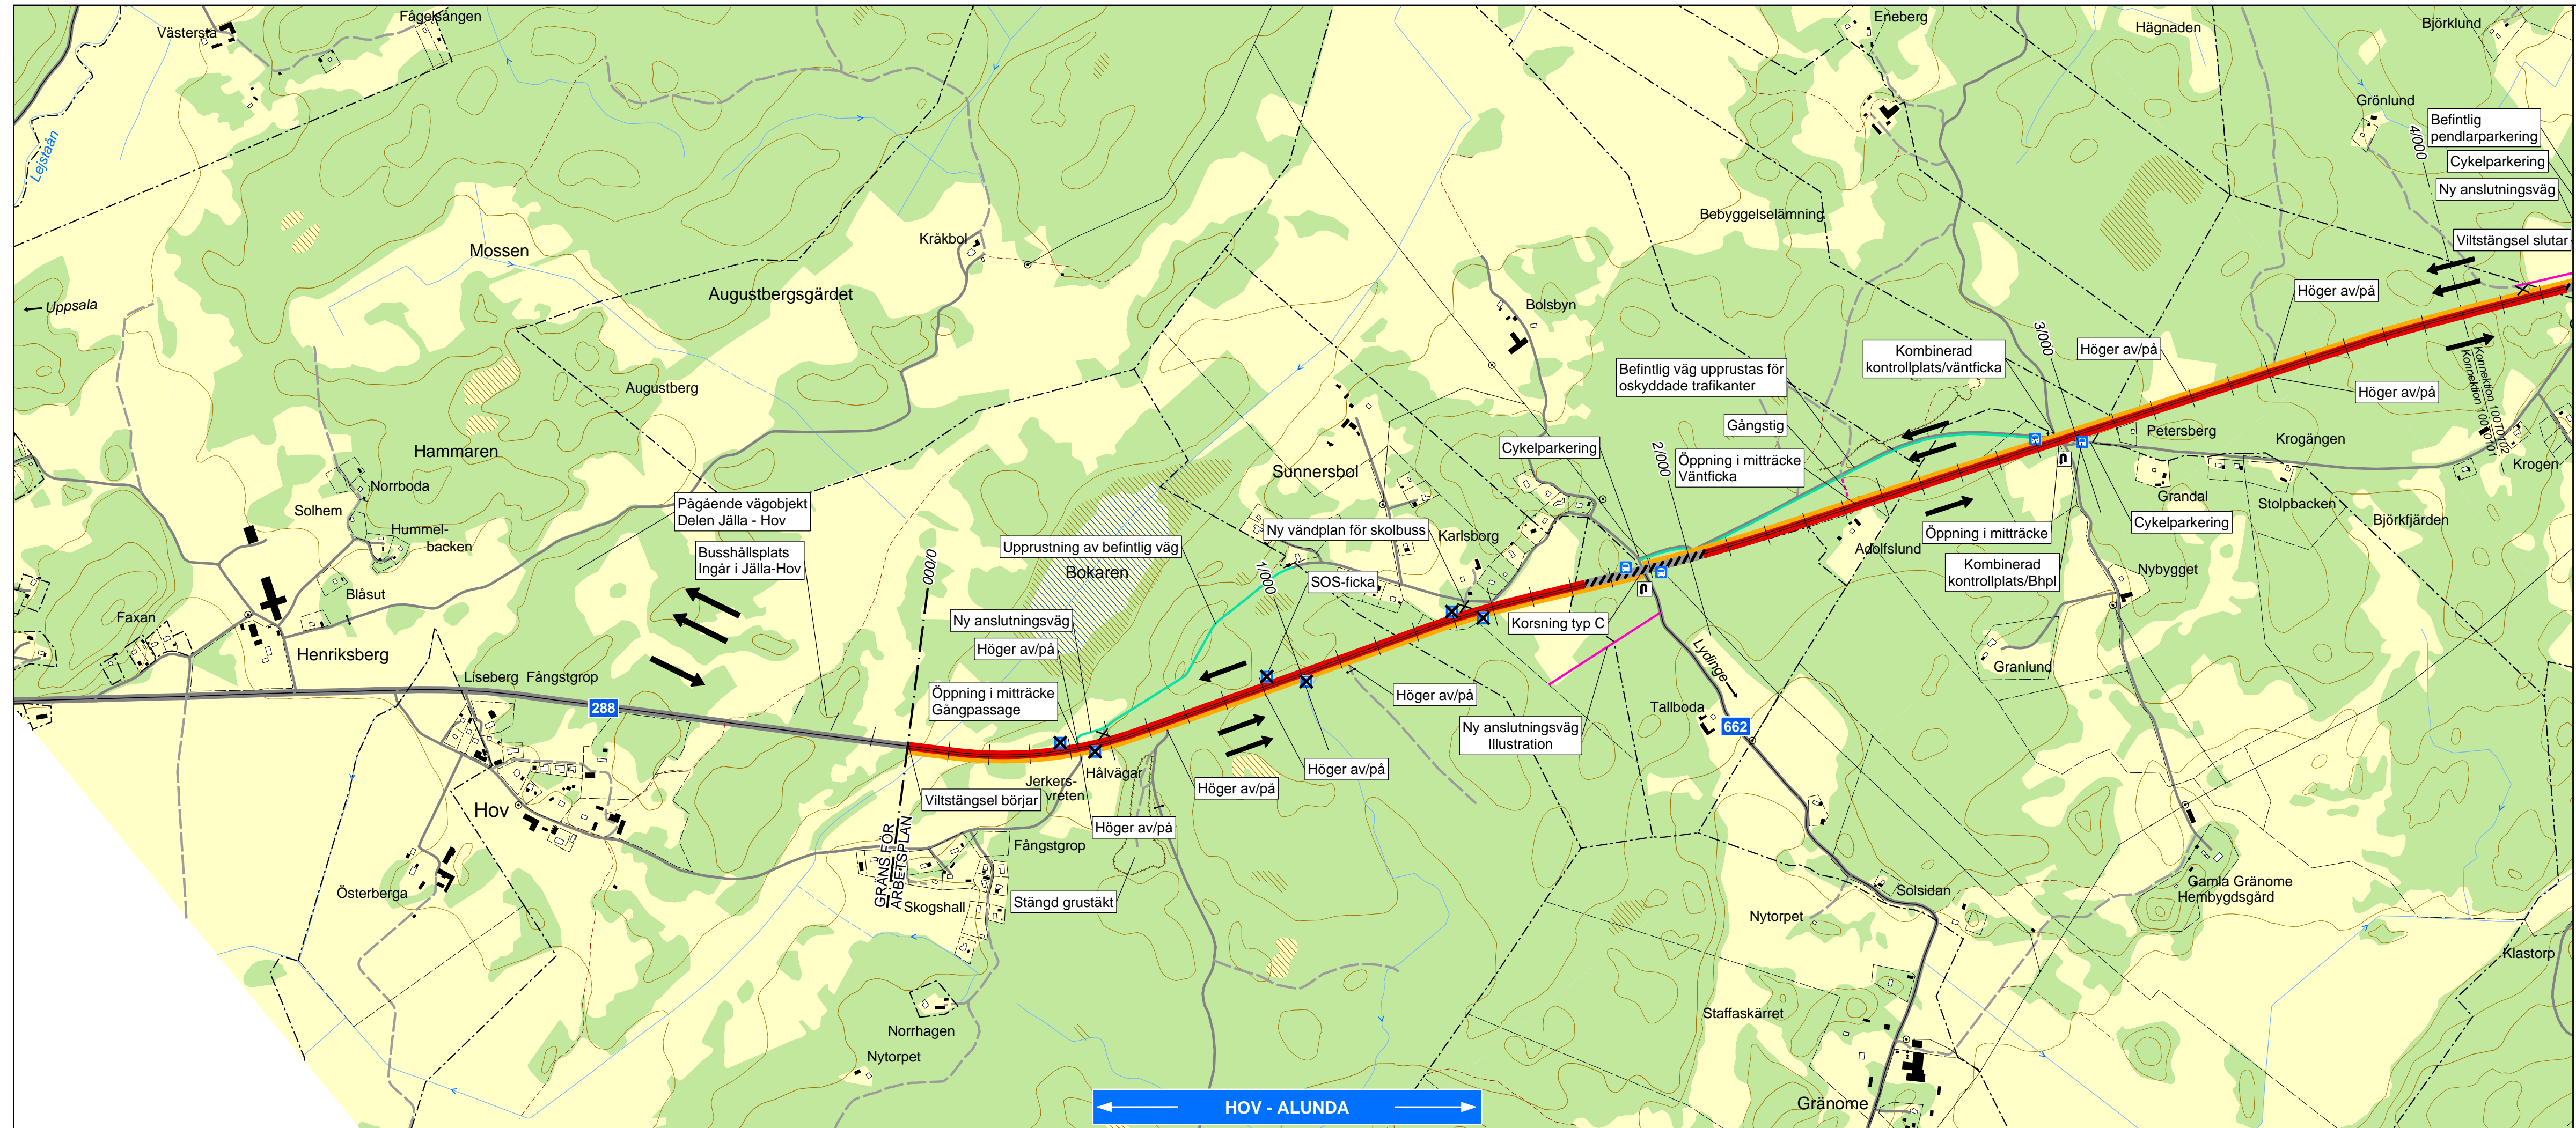 Västersta
Fågelsången
Eneberg
Hägnaden
Björklund
Lejstaån
Grönlund
4/000
Befintlig
pendlarparkering
Cykelparkering
Ny anslutningsväg
Bebyggelselämning
Kråkbol
Mossen
Viltstängsel slutar
Uppsala
Augustbergsgärdet
Bolsbyn
Höger av/på
3/000
Höger av/på
Kombinerad
kontrollplats/väntficka
Befintlig väg upprustas för
oskyddade trafikanter
Höger av/på
Konnektion 10010102
Konnektion 10010101
Augustberg
Gångstig
Petersberg
Krogängen
Krogen
Hammaren
Cykelparkering
2/000
Öppning i mitträcke
Väntficka
Sunnersbol
Norrboda
Solhem
Hummel-
backen
Pågående vägobjekt
Delen Jälla - Hov
Grandal
Stolpbacken
Björkfjärden
Cykelparkering
Öppning i mitträcke
Ny vändplan för skolbuss
Karlsborg
Adolfslund
Busshållsplats
Ingår i Jälla-Hov
0/000
Upprustning av befintlig väg
Bokaren
1/000
SOS-ficka
Kombinerad
kontrollplats/Bhpl
Nybygget
Blåsut
Faxan
Ny anslutningsväg
Höger av/på
Korsning typ C
Henriksberg
Lydinge
Granlund
Liseberg
Fångstgrop
288
Öppning i mitträcke
Gångpassage
Höger av/på
Tallboda
662
Ny anslutningsväg
Illustration
Höger av/på
Jerkers-
vreten
Hålvägar
Höger av/på
Viltstängsel börjar
Hov
Höger av/på
GRÄNS FÖR
ARBETSPLAN
Fångstgrop
Österberga
Skogshall
Stängd grustäkt
Solsidan
Gamla Gränome
Hembygdsgård
Nytorpet
Klastorp
Staffaskärret
Norrhagen
Nytorpet
Gränome
HOV - ALUNDA